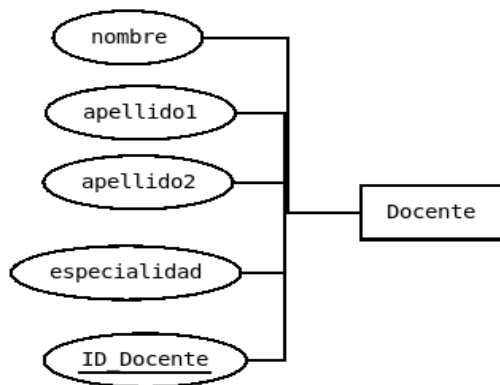 nombre
apellido1
apellido2
Docente
especialidad
ID_Docente